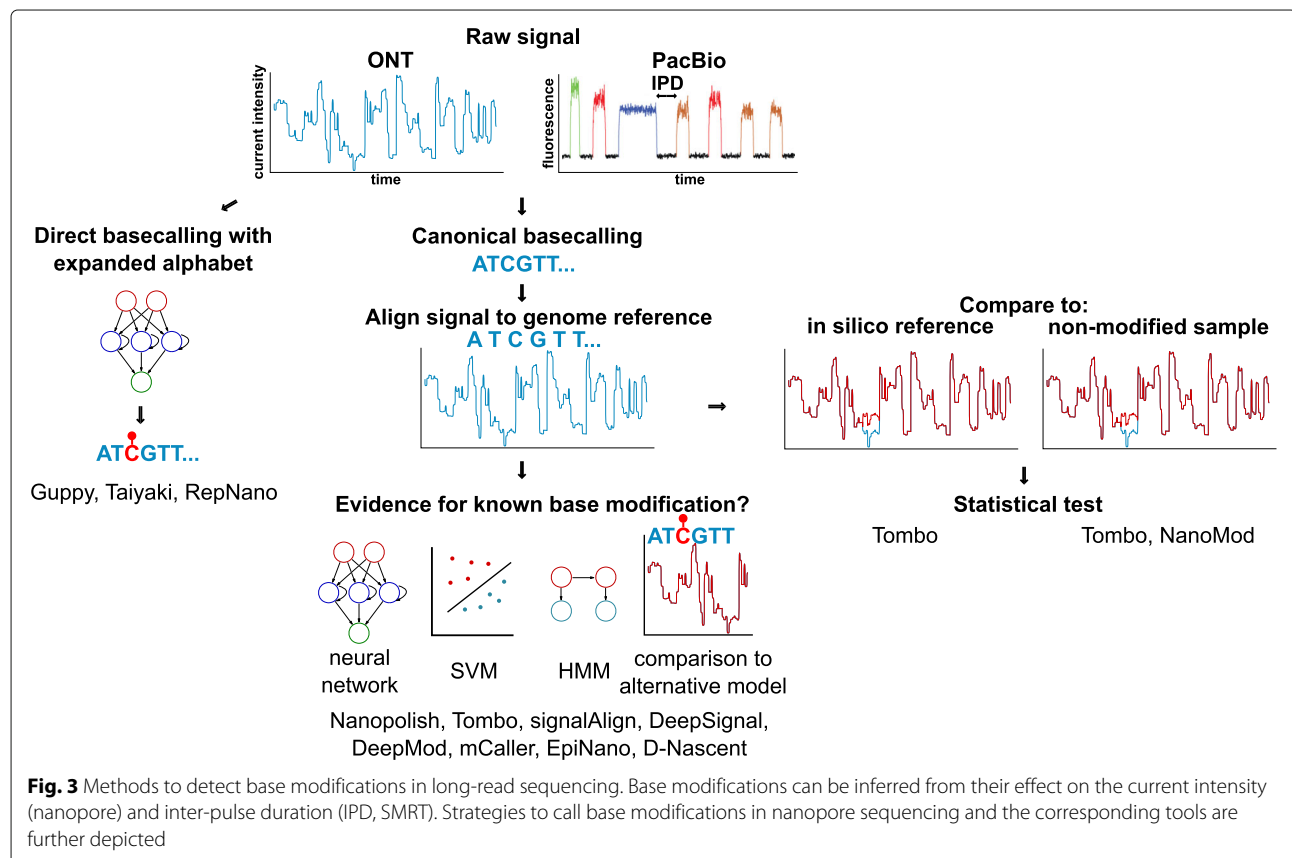 Raw signal
ONT
PacBio
IPD
current intensity
time
fluorescence
time
Direct basecalling with
expanded alphabet
ATCGTT...
Guppy, Taiyaki, RepNano
Canonical basecalling
ATCGTT...
Align signal to genome reference
A T C G T T...
Compare to:
in silico reference
non-modified sample
Statistical test
Tombo
Tombo, NanoMod
Evidence for known base modification?
ATCGTT
neural
network
SVM
HMM
comparison to
alternative model
Nanopolish, Tombo, signalAlign, DeepSignal,
DeepMod, mCaller, EpiNano, D-Nascent
Fig. 3 Methods to detect base modifications in long-read sequencing. Base modifications can be inferred from their effect on the current intensity
(nanopore) and inter-pulse duration (IPD, SMRT). Strategies to call base modifications in nanopore sequencing and the corresponding tools are
further depicted